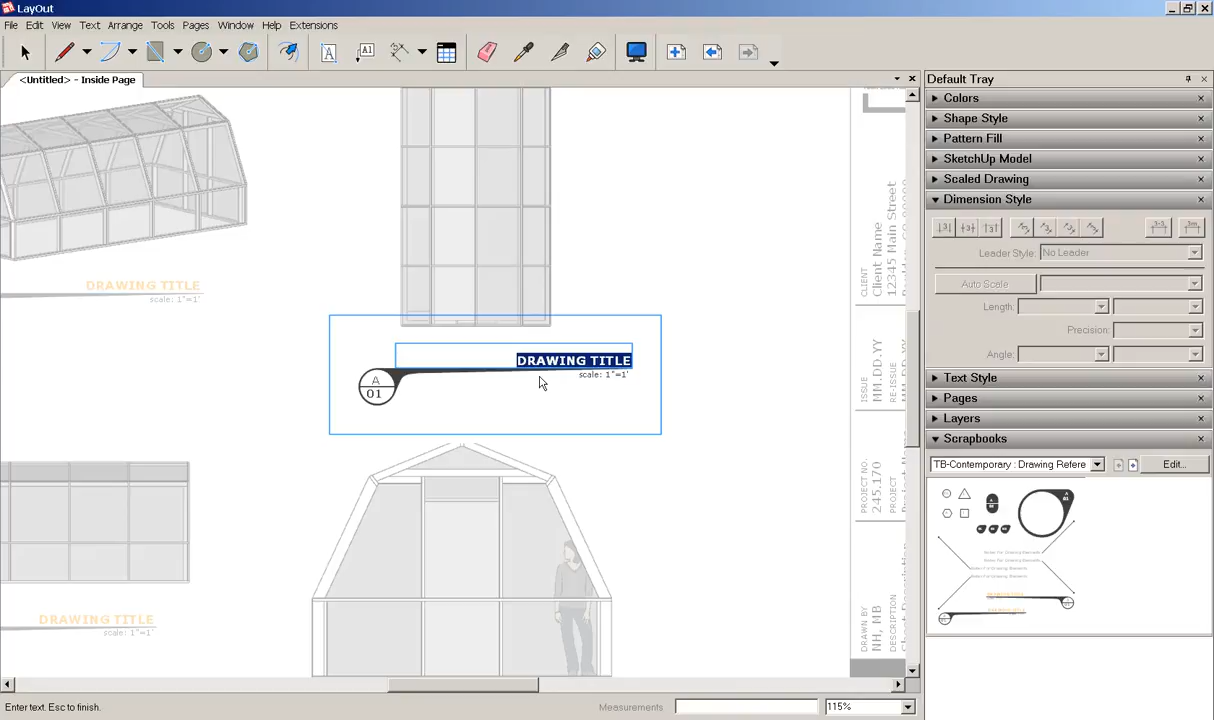 LayOut
File Edit View Text Arrange Tools Pages Window Help Extensions
<Untitled> - Inside Page
Default Tray
Colors
Shape Style
Pattern Fill
SketchUp Model
Scaled Drawing
Dimension Style
Leader Style: No Leader
Auto Scale
Length:
Precision:
Angle:
Text Style
Pages
Layers
Scrapbooks
TB-Contemporary : Drawing Refere
Edit...
DRAWING TITLE
scale: 1"=1'
DRAWING TITLE
scale: 1"=1'
A
01
DRAWING TITLE
scale: 1"=1'
CLIENT
Client Name
12345 Main Street
ISSUE
MM.DD.YY
RE-ISSUE
MM.DD.YY
PROJECT NO.
245.170
PROJECT
DRAWN BY
NH, MB
DESCRIPTION
Enter text. Esc to finish.
Measurements
115%